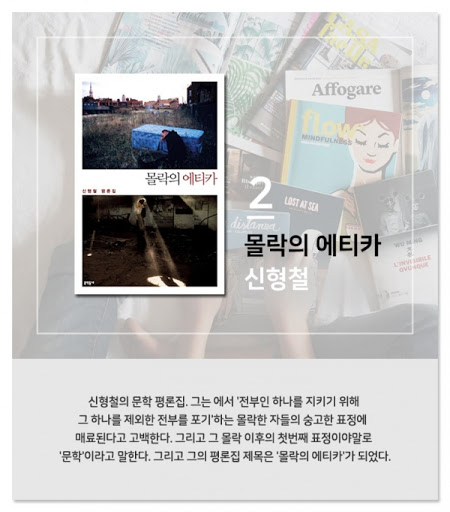 Affogare
flow
MINDFULNESS
LOST AT SEA
몰락의 에티카
신형철 평론집
2
몰락의 에티카
신형철
신형철의 문학 평론집. 그는 에서 '전부인 하나를 지키기 위해
그 하나를 제외한 전부를 포기'하는 몰락한 자들의 숭고한 표정에
매료된다고 고백한다. 그리고 그 몰락 이후의 첫번째 표정이야말로
'문학'이라고 말한다. 그리고 그의 평론집 제목은 '몰락의 에티카'가 되었다.